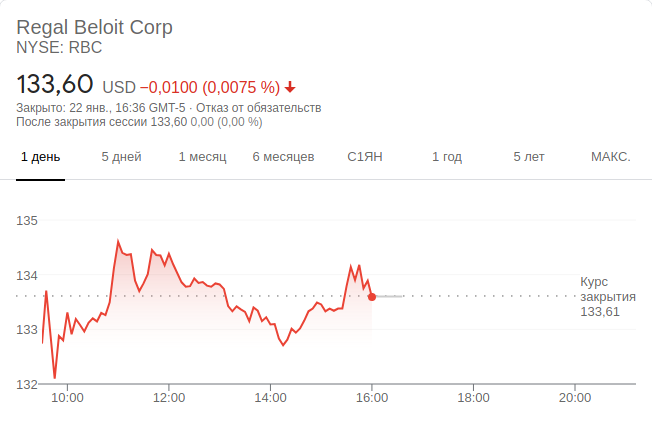 Regal Beloit Corp
NYSE: RBC
133,60 USD −0,0100 (0,0075 %)
Закрыто: 22 янв., 16:36 GMT-5 · Отказ от обязательств
После закрытия сессии 133,60 0,00 (0,00 %)
1 день 5 дней 1 месяц 6 месяцев С1ЯН 1 год 5 лет МАКС.
135
134
Курс
закрытия
133,61
133
132
10:00 12:00 14:00 16:00 18:00 20:00